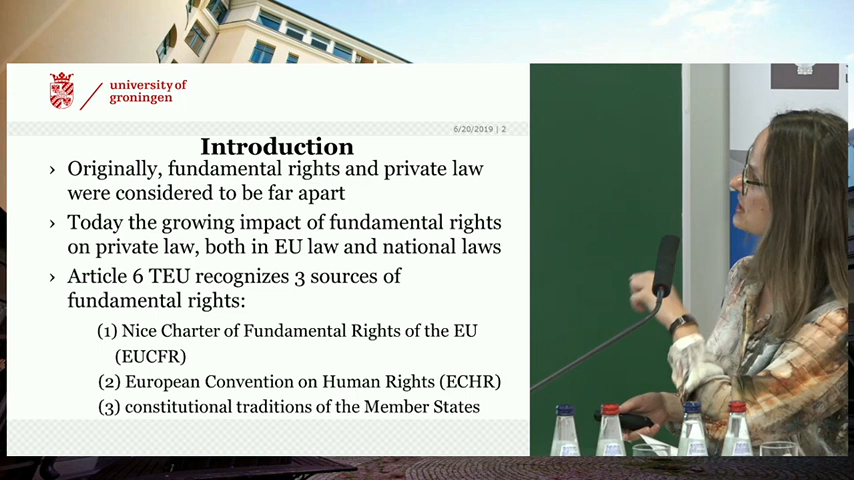 university of
groningen
6/20/2019 | 2
Introduction
› Originally, fundamental rights and private law
were considered to be far apart
› Today the growing impact of fundamental rights
on private law, both in EU law and national laws
› Article 6 TEU recognizes 3 sources of
fundamental rights:
(1) Nice Charter of Fundamental Rights of the EU
(EUCFR)
(2) European Convention on Human Rights (ECHR)
(3) constitutional traditions of the Member States